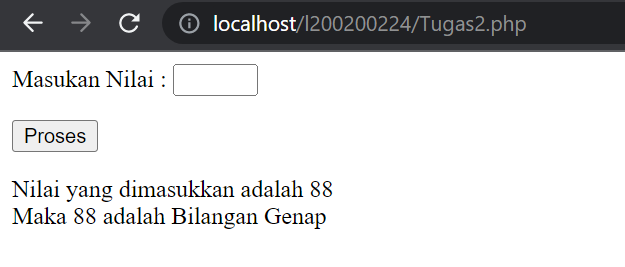 localhost/l200200224/Tugas2.php
Masukan Nilai :
Proses
Nilai yang dimasukkan adalah 88
Maka 88 adalah Bilangan Genap